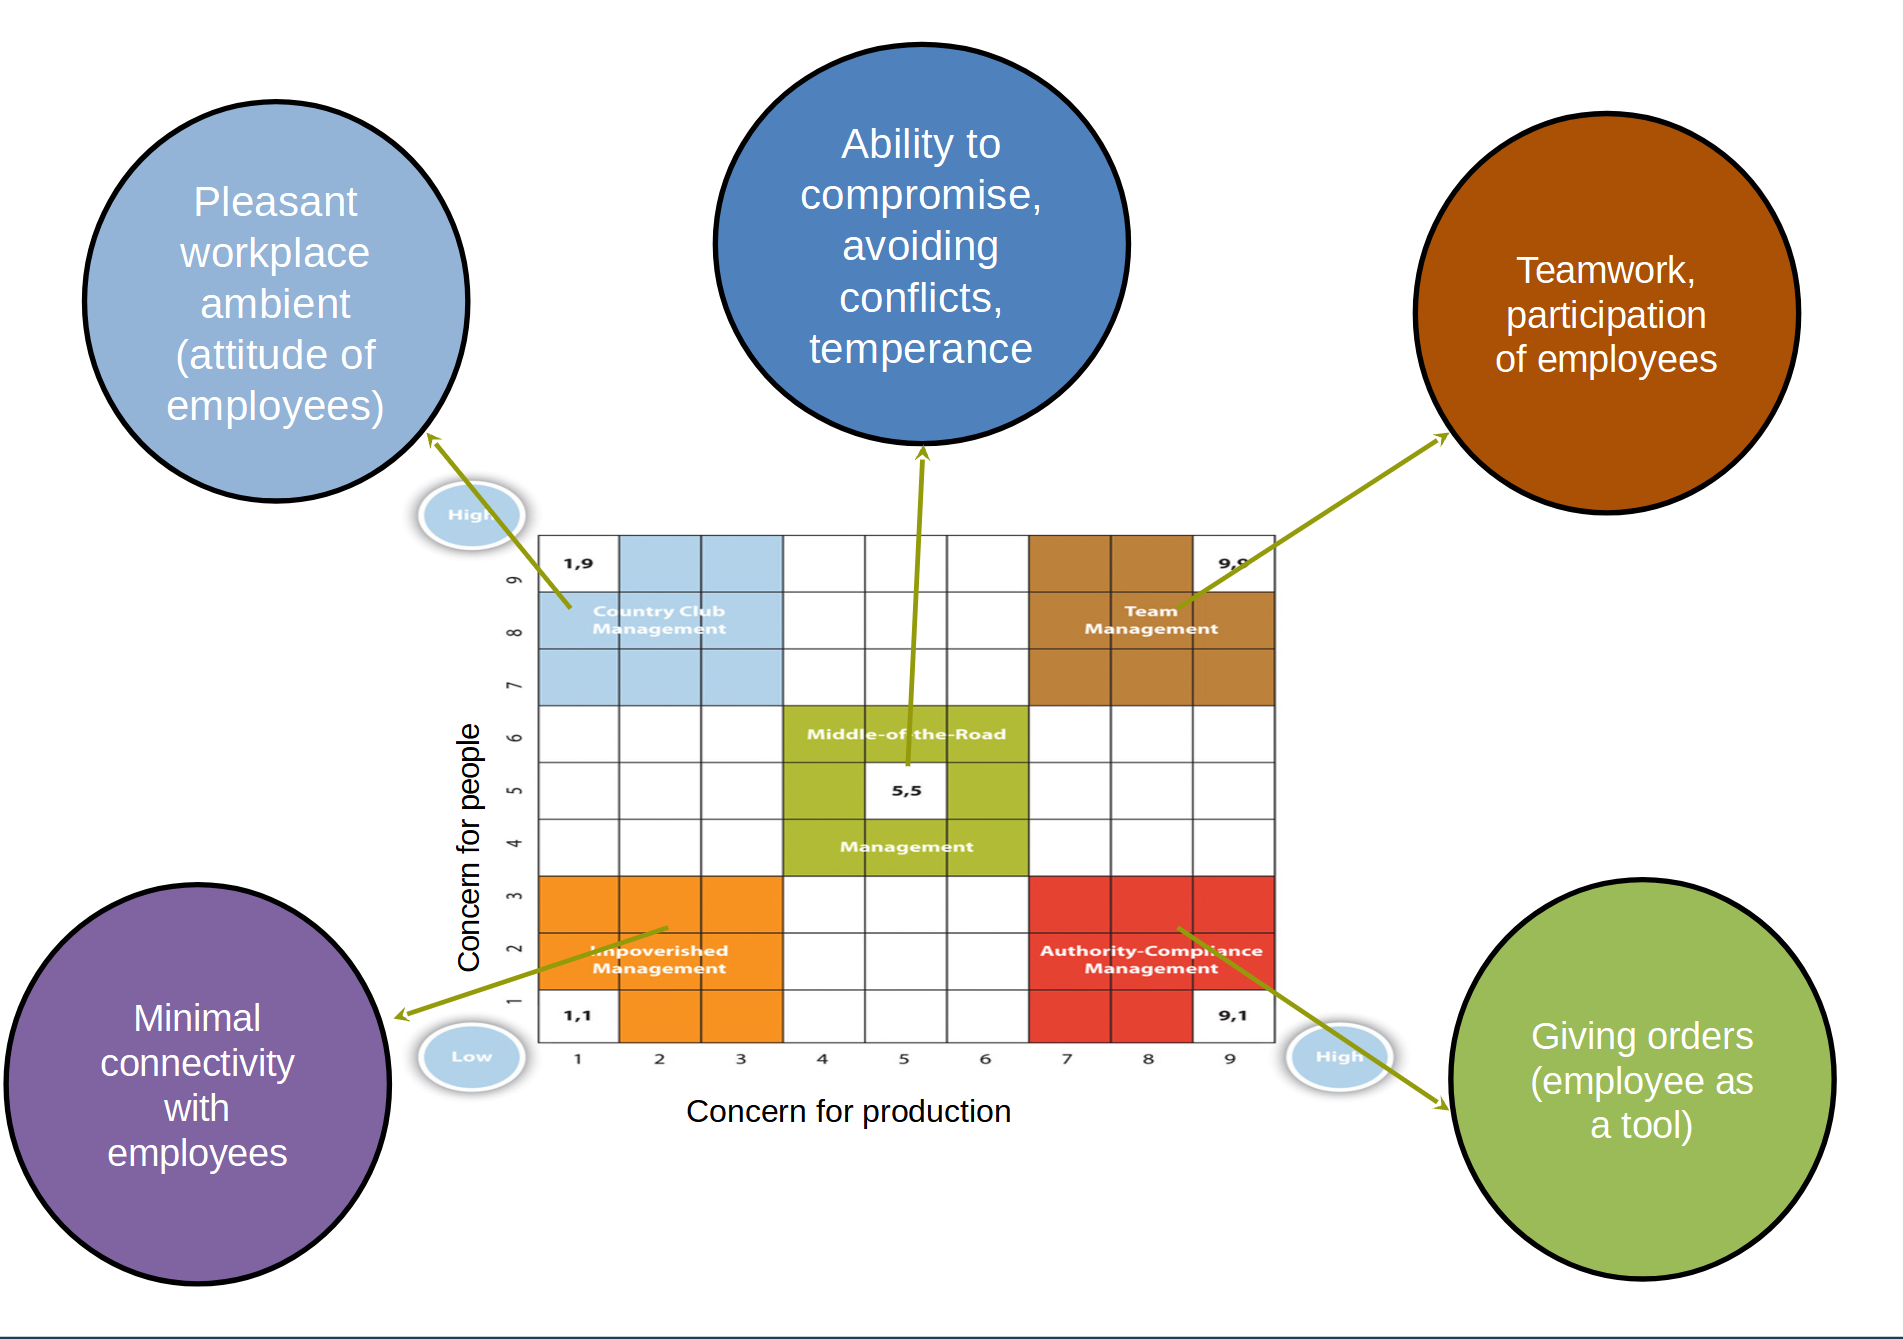 Pleasant
workplace
ambient
(attitude of
employees)
Ability to
compromise,
avoiding
conflicts,
temperance
Teamwork,
participation
of employees
High
1,9
9,9
Country Club
Management
Team
Management
Middle-of-the-Road
5,5
Management
Impoverished
Management
Authority-Compliance
Management
1,1
9,1
9
8
7
6
5
4
3
2
1
Concern for people
Low
1 2 3 4 5 6 7 8 9
High
Concern for production
Minimal
connectivity
with
employees
Giving orders
(employee as
a tool)